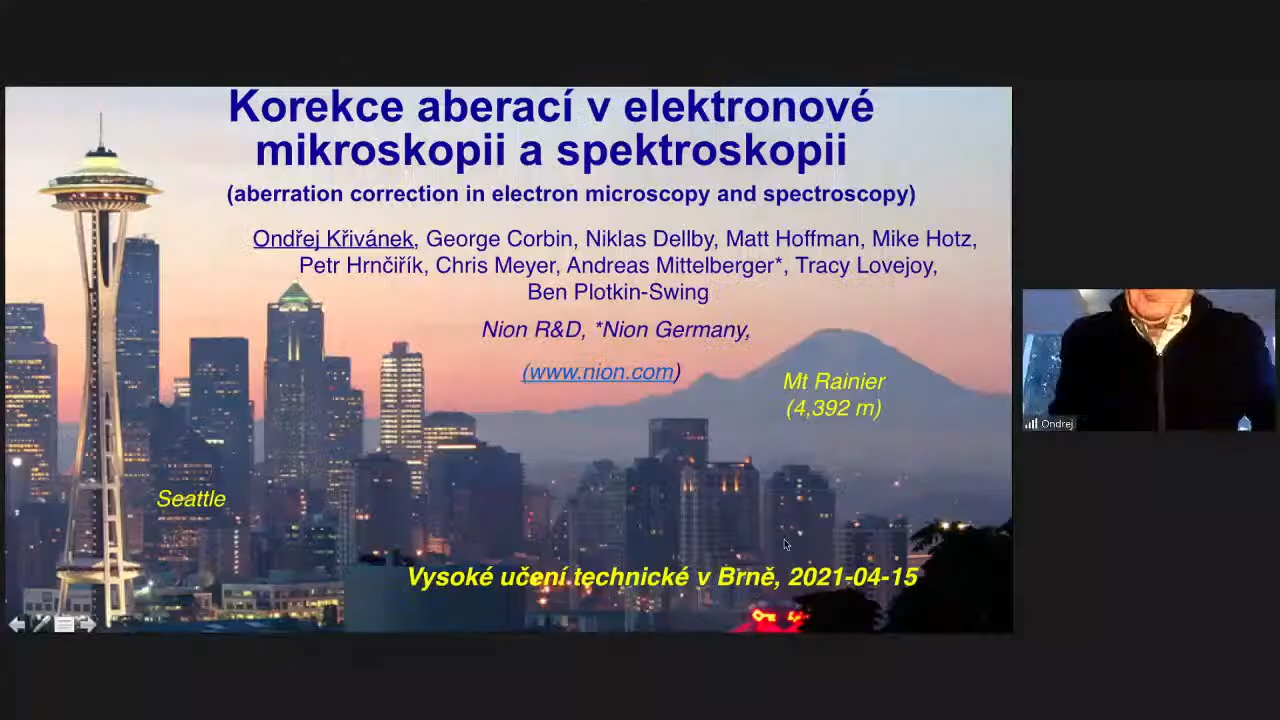 Korekce aberací v elektronové
mikroskopii a spektroskopii
(aberration correction in electron microscopy and spectroscopy)
Ondřej Křivánek, George Corbin, Niklas Dellby, Matt Hoffman, Mike Hotz,
Petr Hrnčiřík, Chris Meyer, Andreas Mittelberger*, Tracy Lovejoy,
Ben Plotkin-Swing
Nion R&D, *Nion Germany,
(www.nion.com)
Mt Rainier
(4,392 m)
Seattle
Vysoké učení technické v Brně, 2021-04-15
Ondrej